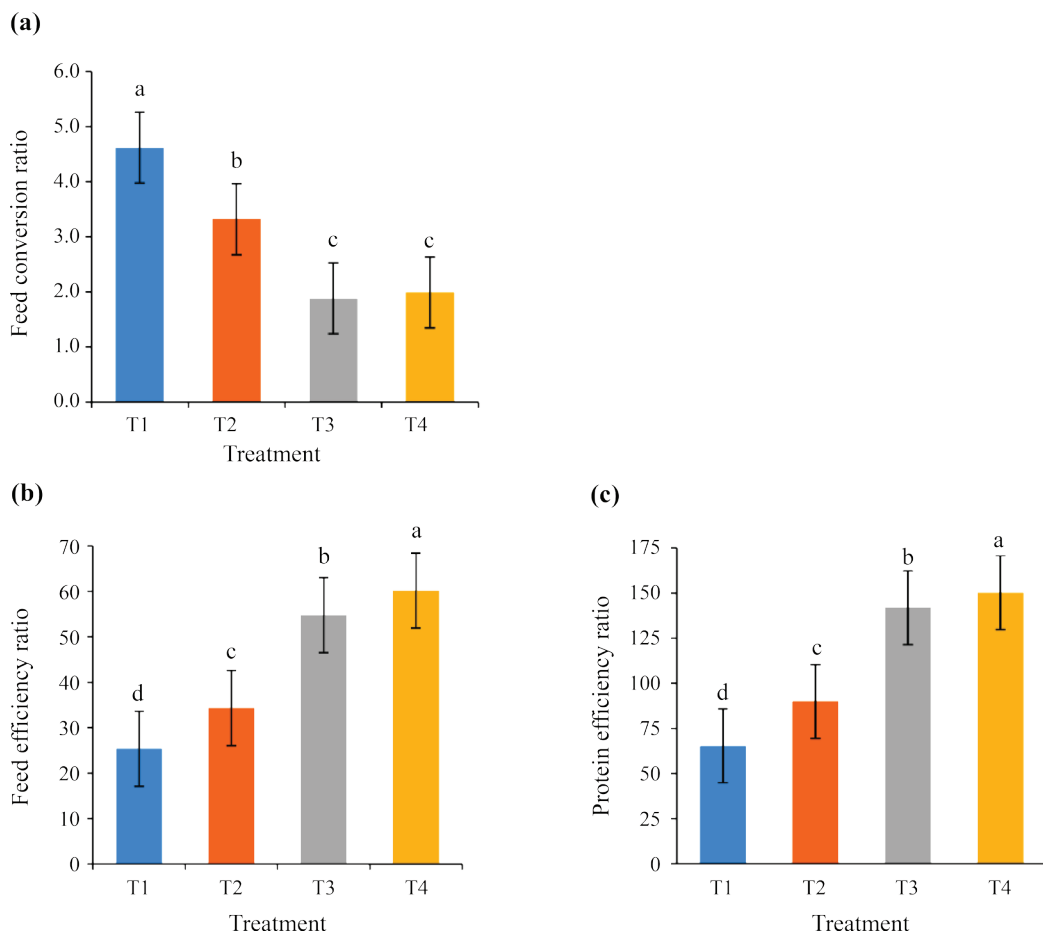 (a)
Feed conversion ratio
6.0
5.0
4.0
3.0
2.0
1.0
0.0
a
b
c
c
T1 T2 T3 T4
Treatment
(b)
Feed efficiency ratio
70
60
50
40
30
20
10
0
d
c
b
a
T1 T2 T3 T4
Treatment
(c)
Protein efficiency ratio
175
150
125
100
75
50
25
0
d
c
b
a
T1 T2 T3 T4
Treatment